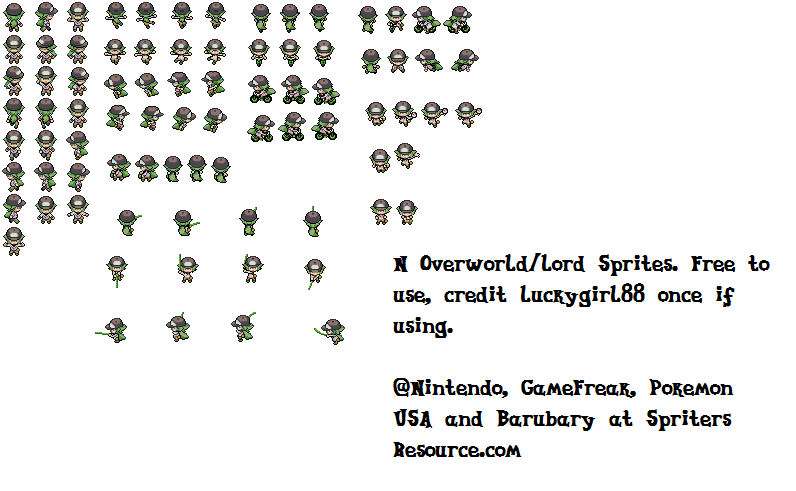 N Overworld/Lord Sprites. Free to
use, credit luckygirl88 once if
using.
@Nintendo, GameFreak, Pokemon
USA and Barubary at Spriters
Resource.com